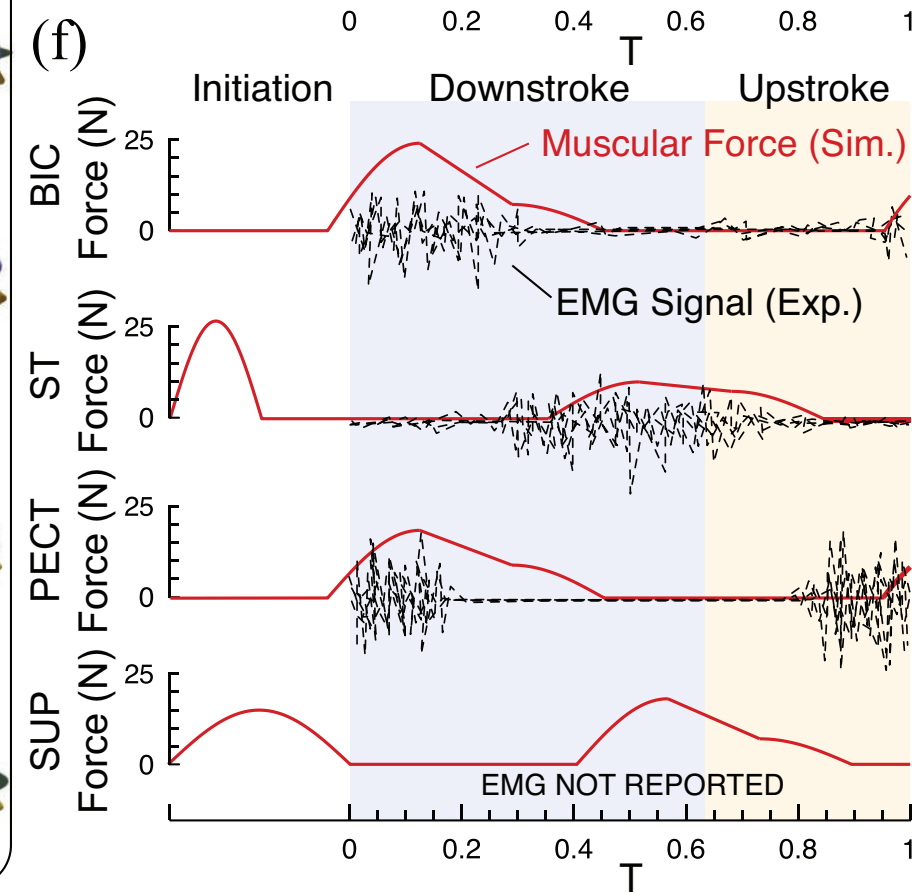 0 0.2 0.4 0.6 0.8 1
T
(f)
Initiation Downstroke Upstroke
BIC
Force (N)
25
0
Muscular Force (Sim.)
EMG Signal (Exp.)
ST
Force (N)
25
0
PECT
Force (N)
25
0
SUP
Force (N)
25
0
EMG NOT REPORTED
0 0.2 0.4 0.6 0.8 1
T